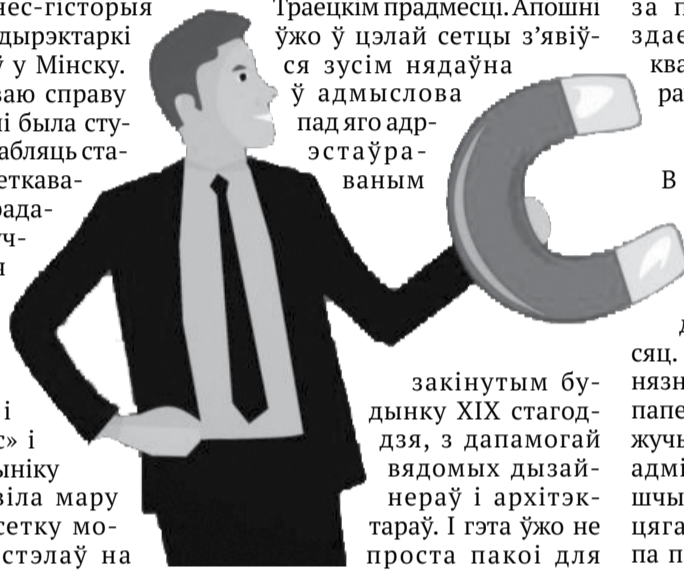 нес-гісторыя
дырэктаркі
ў у Мінску.
ваю справу
і была сту-
абляць ста-
еткава-
рада-
уч-
я
і
с» і
ыніку
віла мару
сетку мо-
стэлаў на
Траецкім прадмесці. Апошні
ўжо ў цэлай сетцы з’явіў-
ся зусім нядаўна
ў адмыслова
пад яго адр-
эстаўра-
ваным
закінутым бу-
дынку XIX стагод-
дзя, з дапамогай
вядомых дызай-
нераў і архітэк-
тараў. І гэта ўжо не
проста пакоі для
за п
здае
ква
ра
В
д
сяц.
нязн
папе
жучы
адмі
шчы
цяга
па п